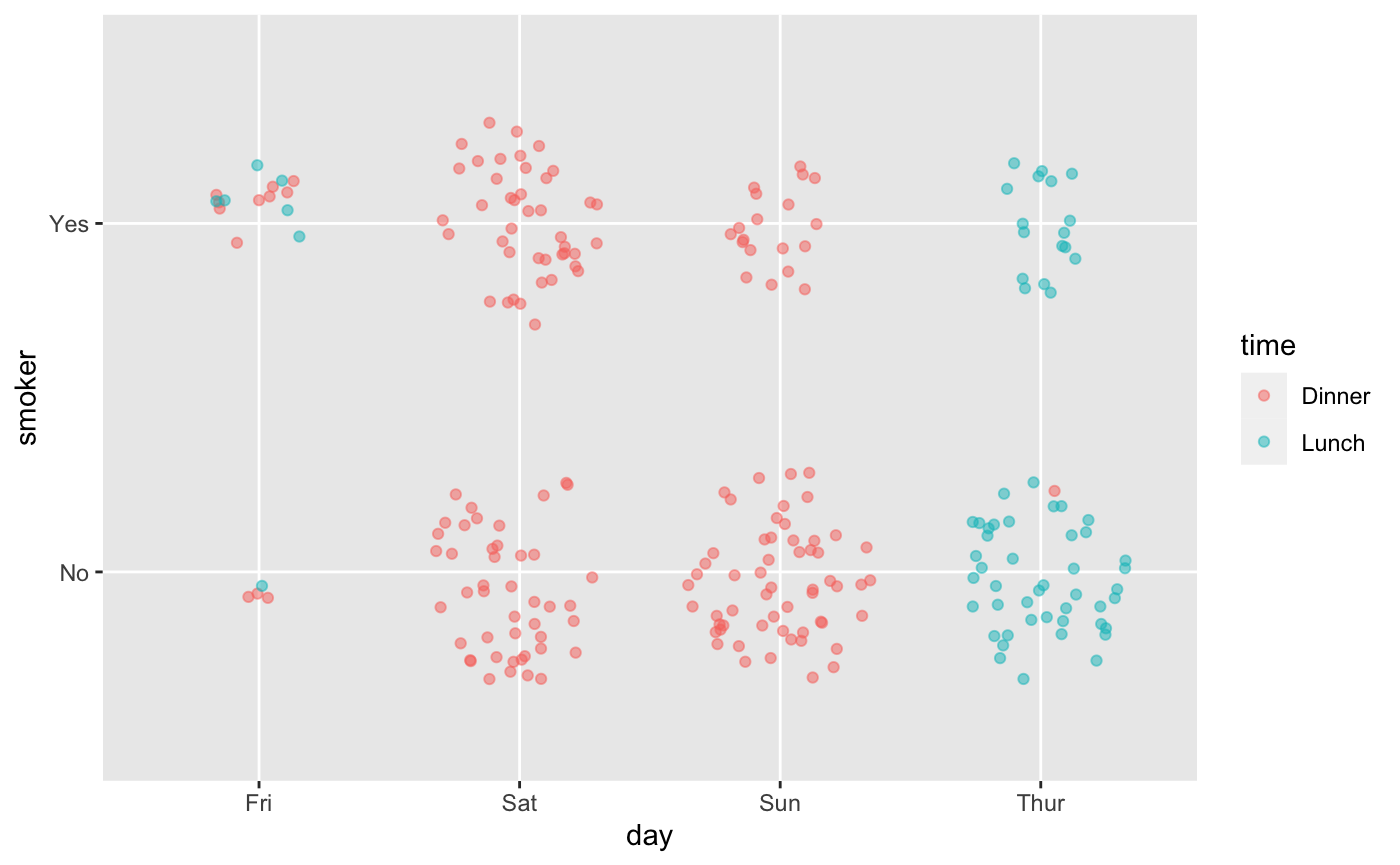 Yes
No
smoker
Fri
Sat
Sun
Thur
day
time
Dinner
Lunch